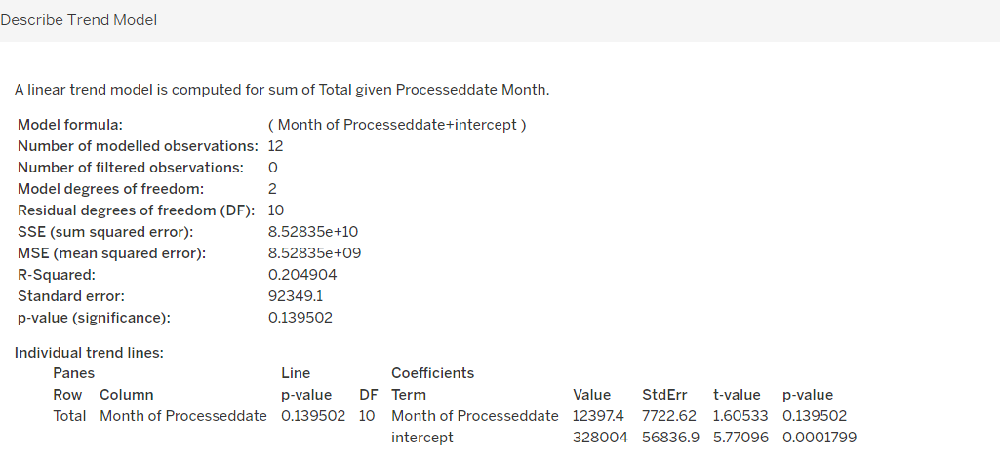 Describe Trend Model
A linear trend model is computed for sum of Total given Processeddate Month.
Model formula: ( Month of Processeddate+intercept )
Number of modelled observations: 12
Number of filtered observations: 0
Model degrees of freedom: 2
Residual degrees of freedom (DF): 10
SSE (sum squared error): 8.52835e+10
MSE (mean squared error): 8.52835e+09
R-Squared: 0.204904
Standard error: 92349.1
p-value (significance): 0.139502
Individual trend lines:
Panes Line Coefficients
Row Column p-value DF Term Value StdErr t-value p-value
Total Month of Processeddate 0.139502 10 Month of Processeddate 12397.4 7722.62 1.60533 0.139502
intercept 328004 56836.9 5.77096 0.0001799